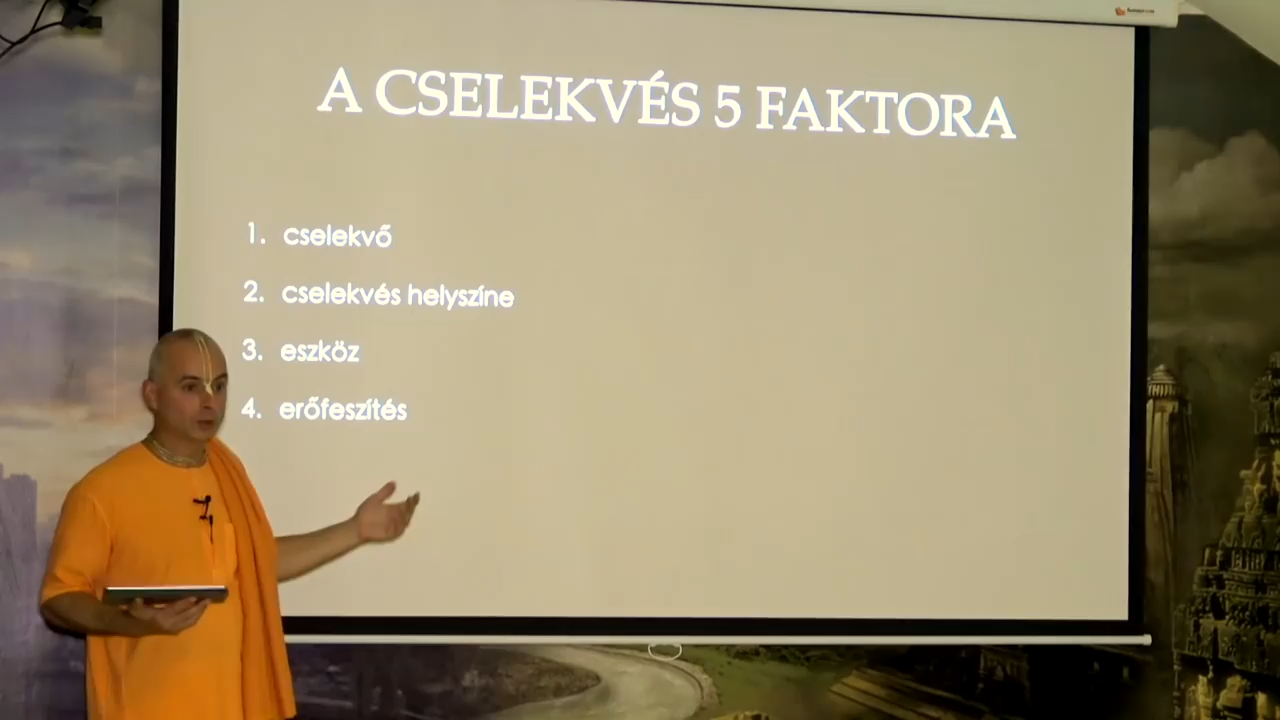 A CSELEKVÉS 5 FAKTORA
1. cselekvő
2. cselekvés helyszíne
3. eszköz
4. erőfeszítés